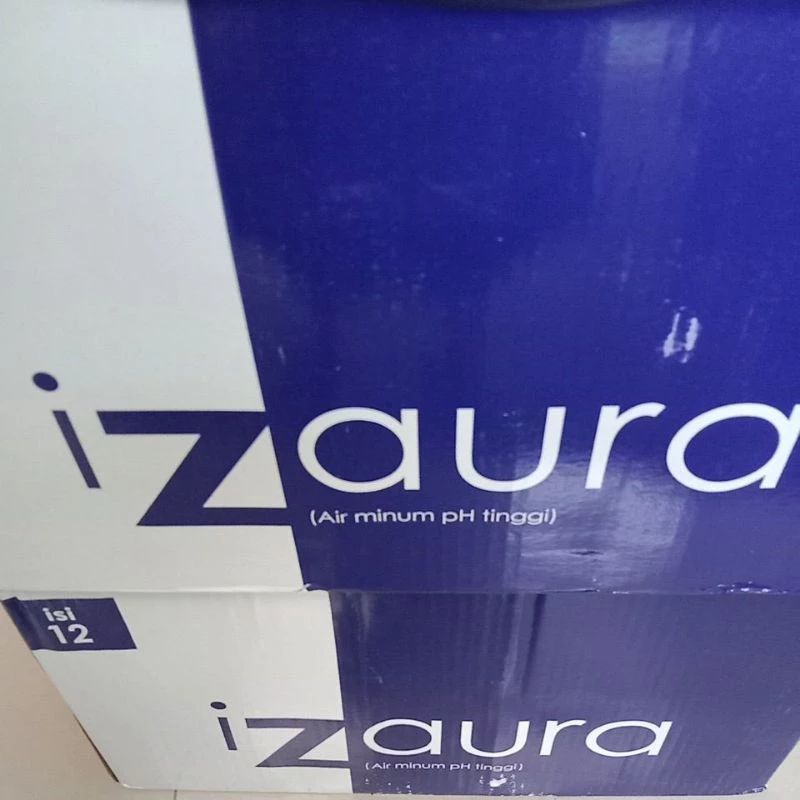 izaura
(Air minum pH tinggi)
isi
12
izaura
(Air minum pH tinggi)